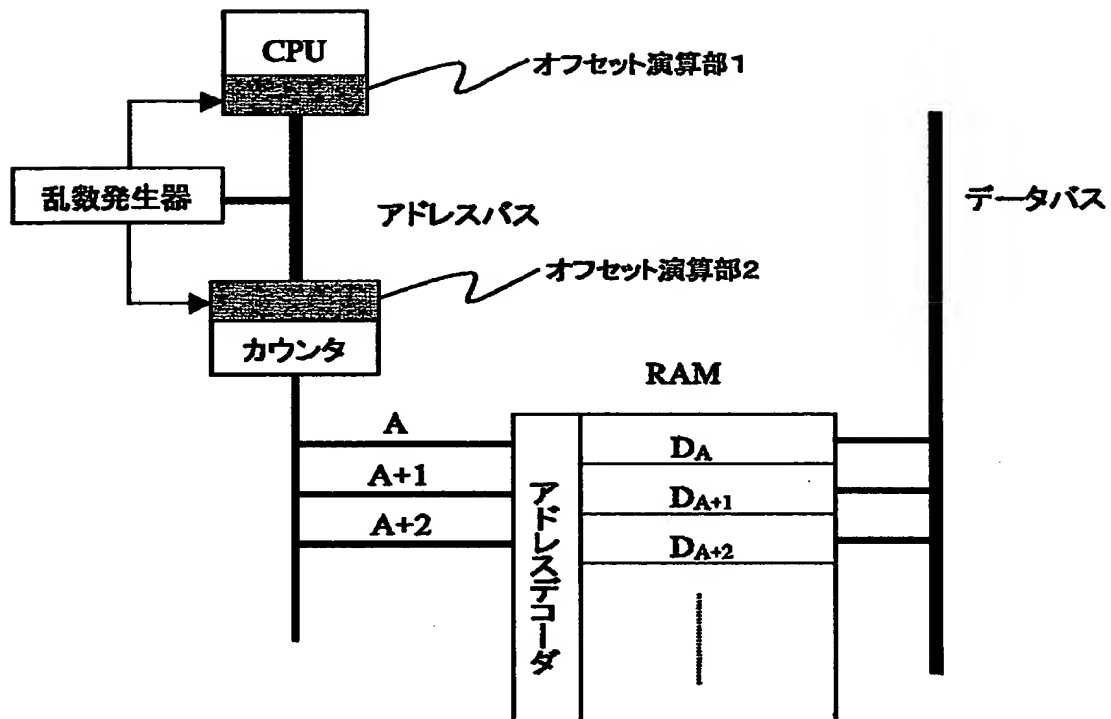 CPU
オフセット演算部1
乱数発生器
アドレスバス
データバス
オフセット演算部2
カウンタ
RAM
A
A+1
A+2
アドレスデコーダ
DA
DA+1
DA+2